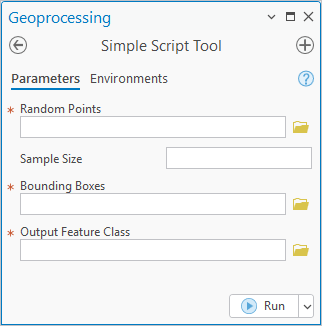 Geoprocessing
Simple Script Tool
Parameters Environments ?
* Random Points
Sample Size
* Bounding Boxes
* Output Feature Class
Run